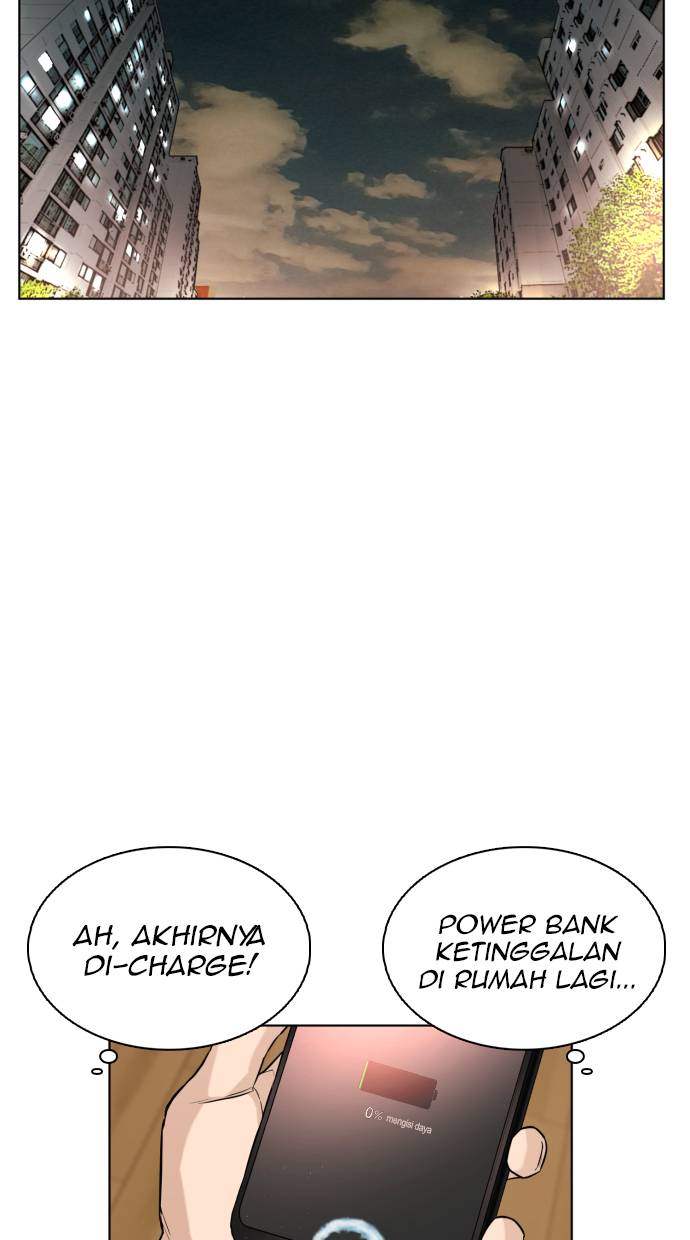 AH, AKHIRNYA
DI-CHARGE!
POWER BANK
KETINGGALAN
DI RUMAH LAGI...
0% mengisi daya